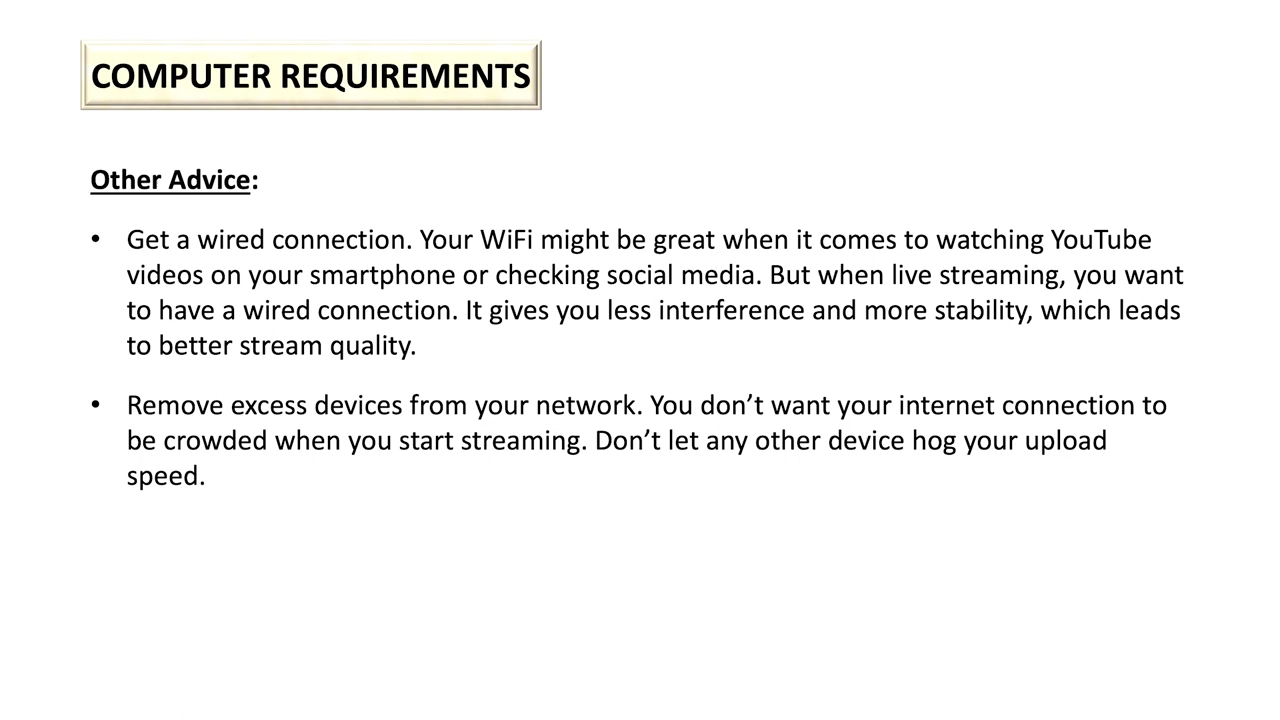 COMPUTER REQUIREMENTS
Other Advice:
• Get a wired connection. Your WiFi might be great when it comes to watching YouTube
videos on your smartphone or checking social media. But when live streaming, you want
to have a wired connection. It gives you less interference and more stability, which leads
to better stream quality.
• Remove excess devices from your network. You don’t want your internet connection to
be crowded when you start streaming. Don’t let any other device hog your upload
speed.